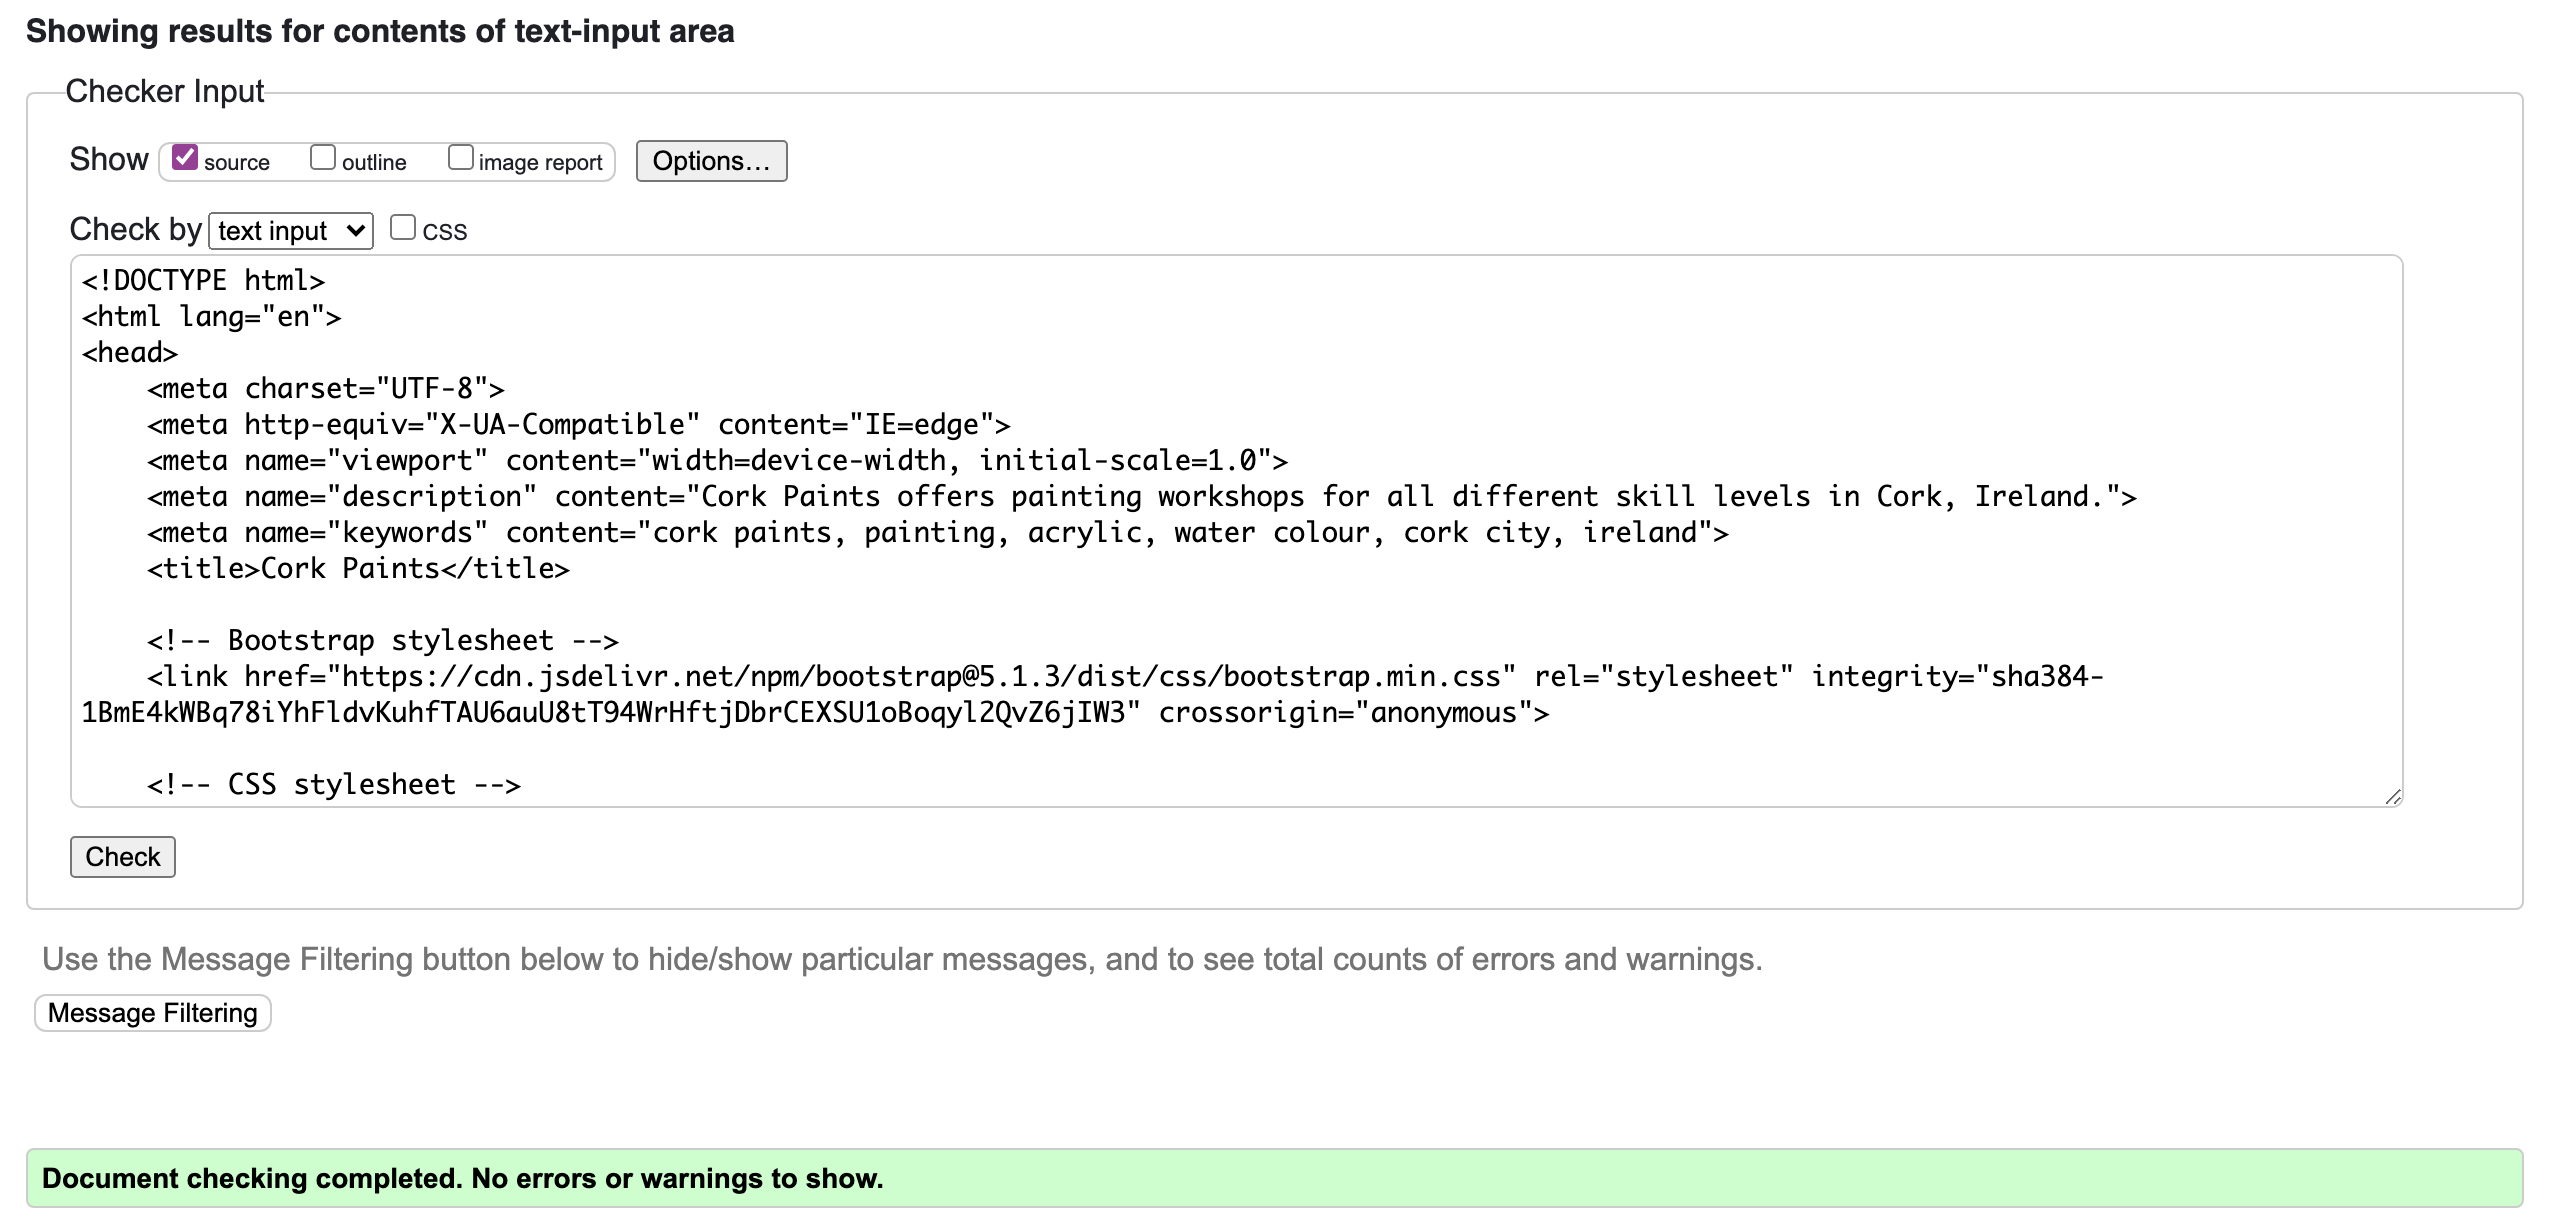 Showing results for contents of text-input area
Checker Input
Show source outline image report Options...
Check by text input CSS
<!DOCTYPE html>
<html lang="en">
<head>
    <meta charset="UTF-8">
    <meta http-equiv="X-UA-Compatible" content="IE=edge">
    <meta name="viewport" content="width=device-width, initial-scale=1.0">
    <meta name="description" content="Cork Paints offers painting workshops for all different skill levels in Cork, Ireland.">
    <meta name="keywords" content="cork paints, painting, acrylic, water colour, cork city, ireland">
    <title>Cork Paints</title>
    <!-- Bootstrap stylesheet -->
    <link href="https://cdn.jsdelivr.net/npm/bootstrap@5.1.3/dist/css/bootstrap.min.css" rel="stylesheet" integrity="sha384-
1BmE4kWBq78iYhFldvKuhfTAU6auU8tT94WrHftjDbrCEXSU1oBoqyl2QvZ6jIW3" crossorigin="anonymous">
    <!-- CSS stylesheet -->
Check
Use the Message Filtering button below to hide/show particular messages, and to see total counts of errors and warnings.
Message Filtering
Document checking completed. No errors or warnings to show.